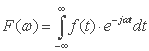 F(ω) = ∫_{-∞}^{∞} f(t) · e^{-jωt} dt